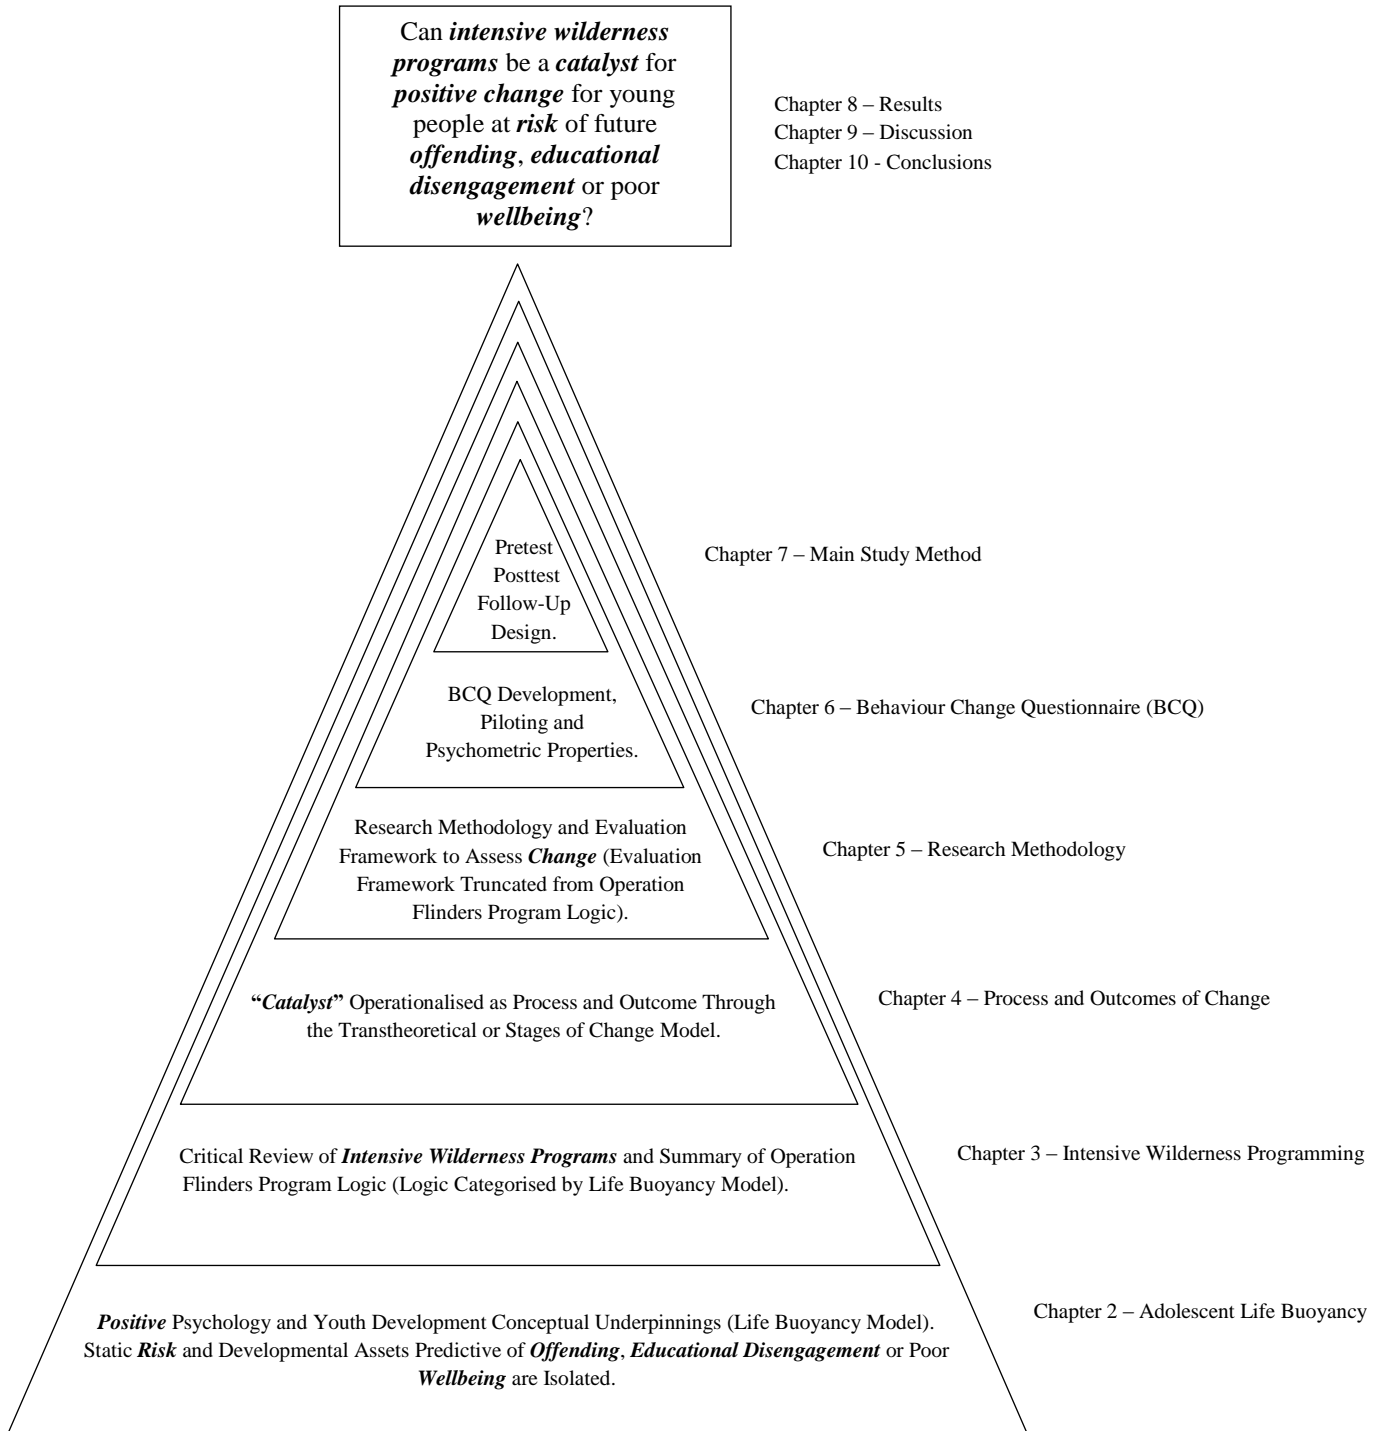 Can intensive wilderness
programs be a catalyst for
positive change for young
people at risk of future
offending, educational
disengagement or poor
wellbeing?
Chapter 8 – Results
Chapter 9 – Discussion
Chapter 10 - Conclusions
Pretest
Posttest
Follow-Up
Design.
Chapter 7 – Main Study Method
BCQ Development,
Piloting and
Psychometric Properties.
Chapter 6 – Behaviour Change Questionnaire (BCQ)
Research Methodology and Evaluation
Framework to Assess Change (Evaluation
Framework Truncated from Operation
Flinders Program Logic).
Chapter 5 – Research Methodology
“Catalyst” Operationalised as Process and Outcome Through
the Transtheoretical or Stages of Change Model.
Chapter 4 – Process and Outcomes of Change
Critical Review of Intensive Wilderness Programs and Summary of Operation
Flinders Program Logic (Logic Categorised by Life Buoyancy Model).
Chapter 3 – Intensive Wilderness Programming
Positive Psychology and Youth Development Conceptual Underpinnings (Life Buoyancy Model).
Static Risk and Developmental Assets Predictive of Offending, Educational Disengagement or Poor
Wellbeing are Isolated.
Chapter 2 – Adolescent Life Buoyancy